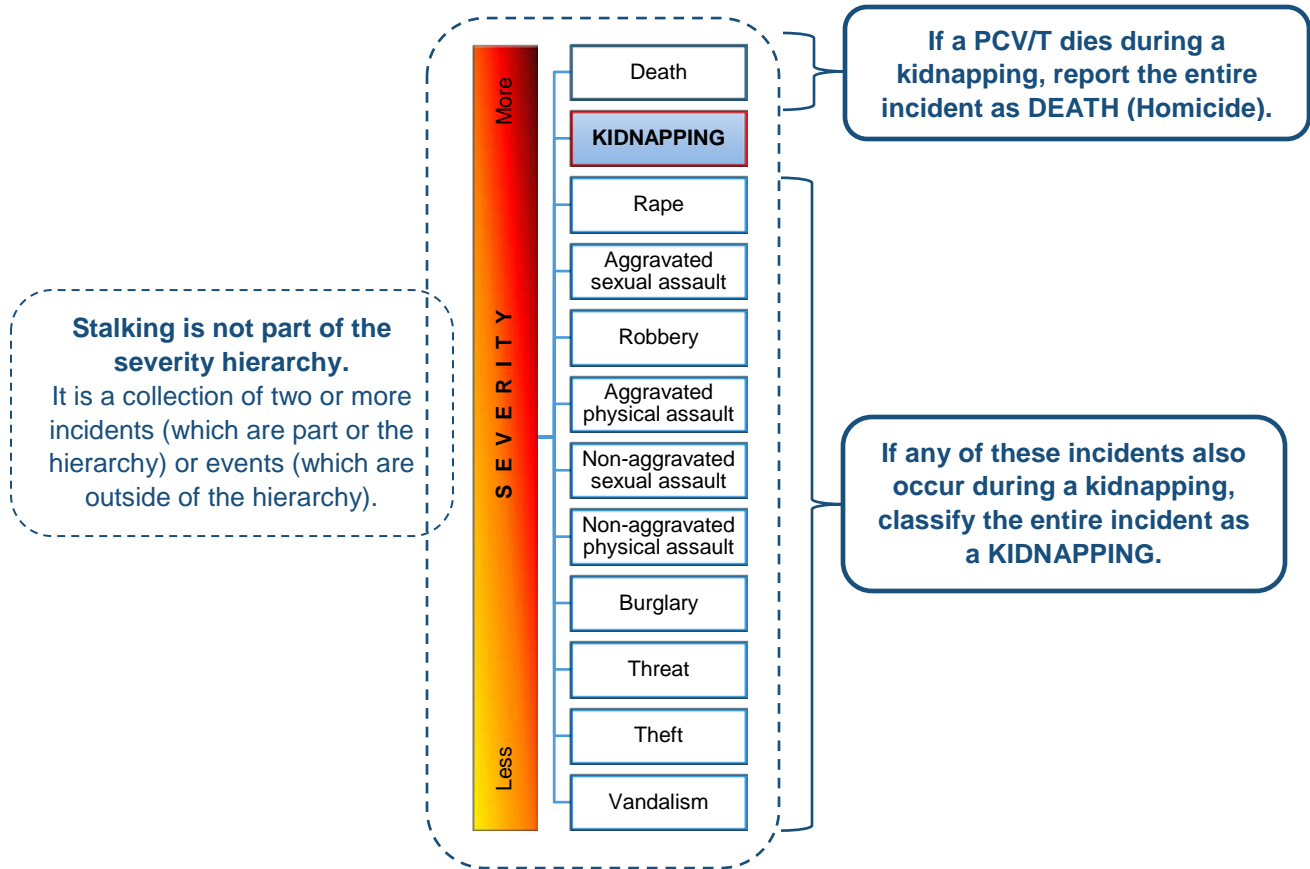 If a PCV/T dies during a
kidnapping, report the entire
incident as DEATH (Homicide).
More
SEVERITY
Less
Death
KIDNAPPING
Rape
Aggravated
sexual assault
Robbery
Aggravated
physical assault
Non-aggravated
sexual assault
Non-aggravated
physical assault
Burglary
Threat
Theft
Vandalism
Stalking is not part of the
severity hierarchy.
It is a collection of two or more
incidents (which are part or the
hierarchy) or events (which are
outside of the hierarchy).
If any of these incidents also
occur during a kidnapping,
classify the entire incident as
a KIDNAPPING.